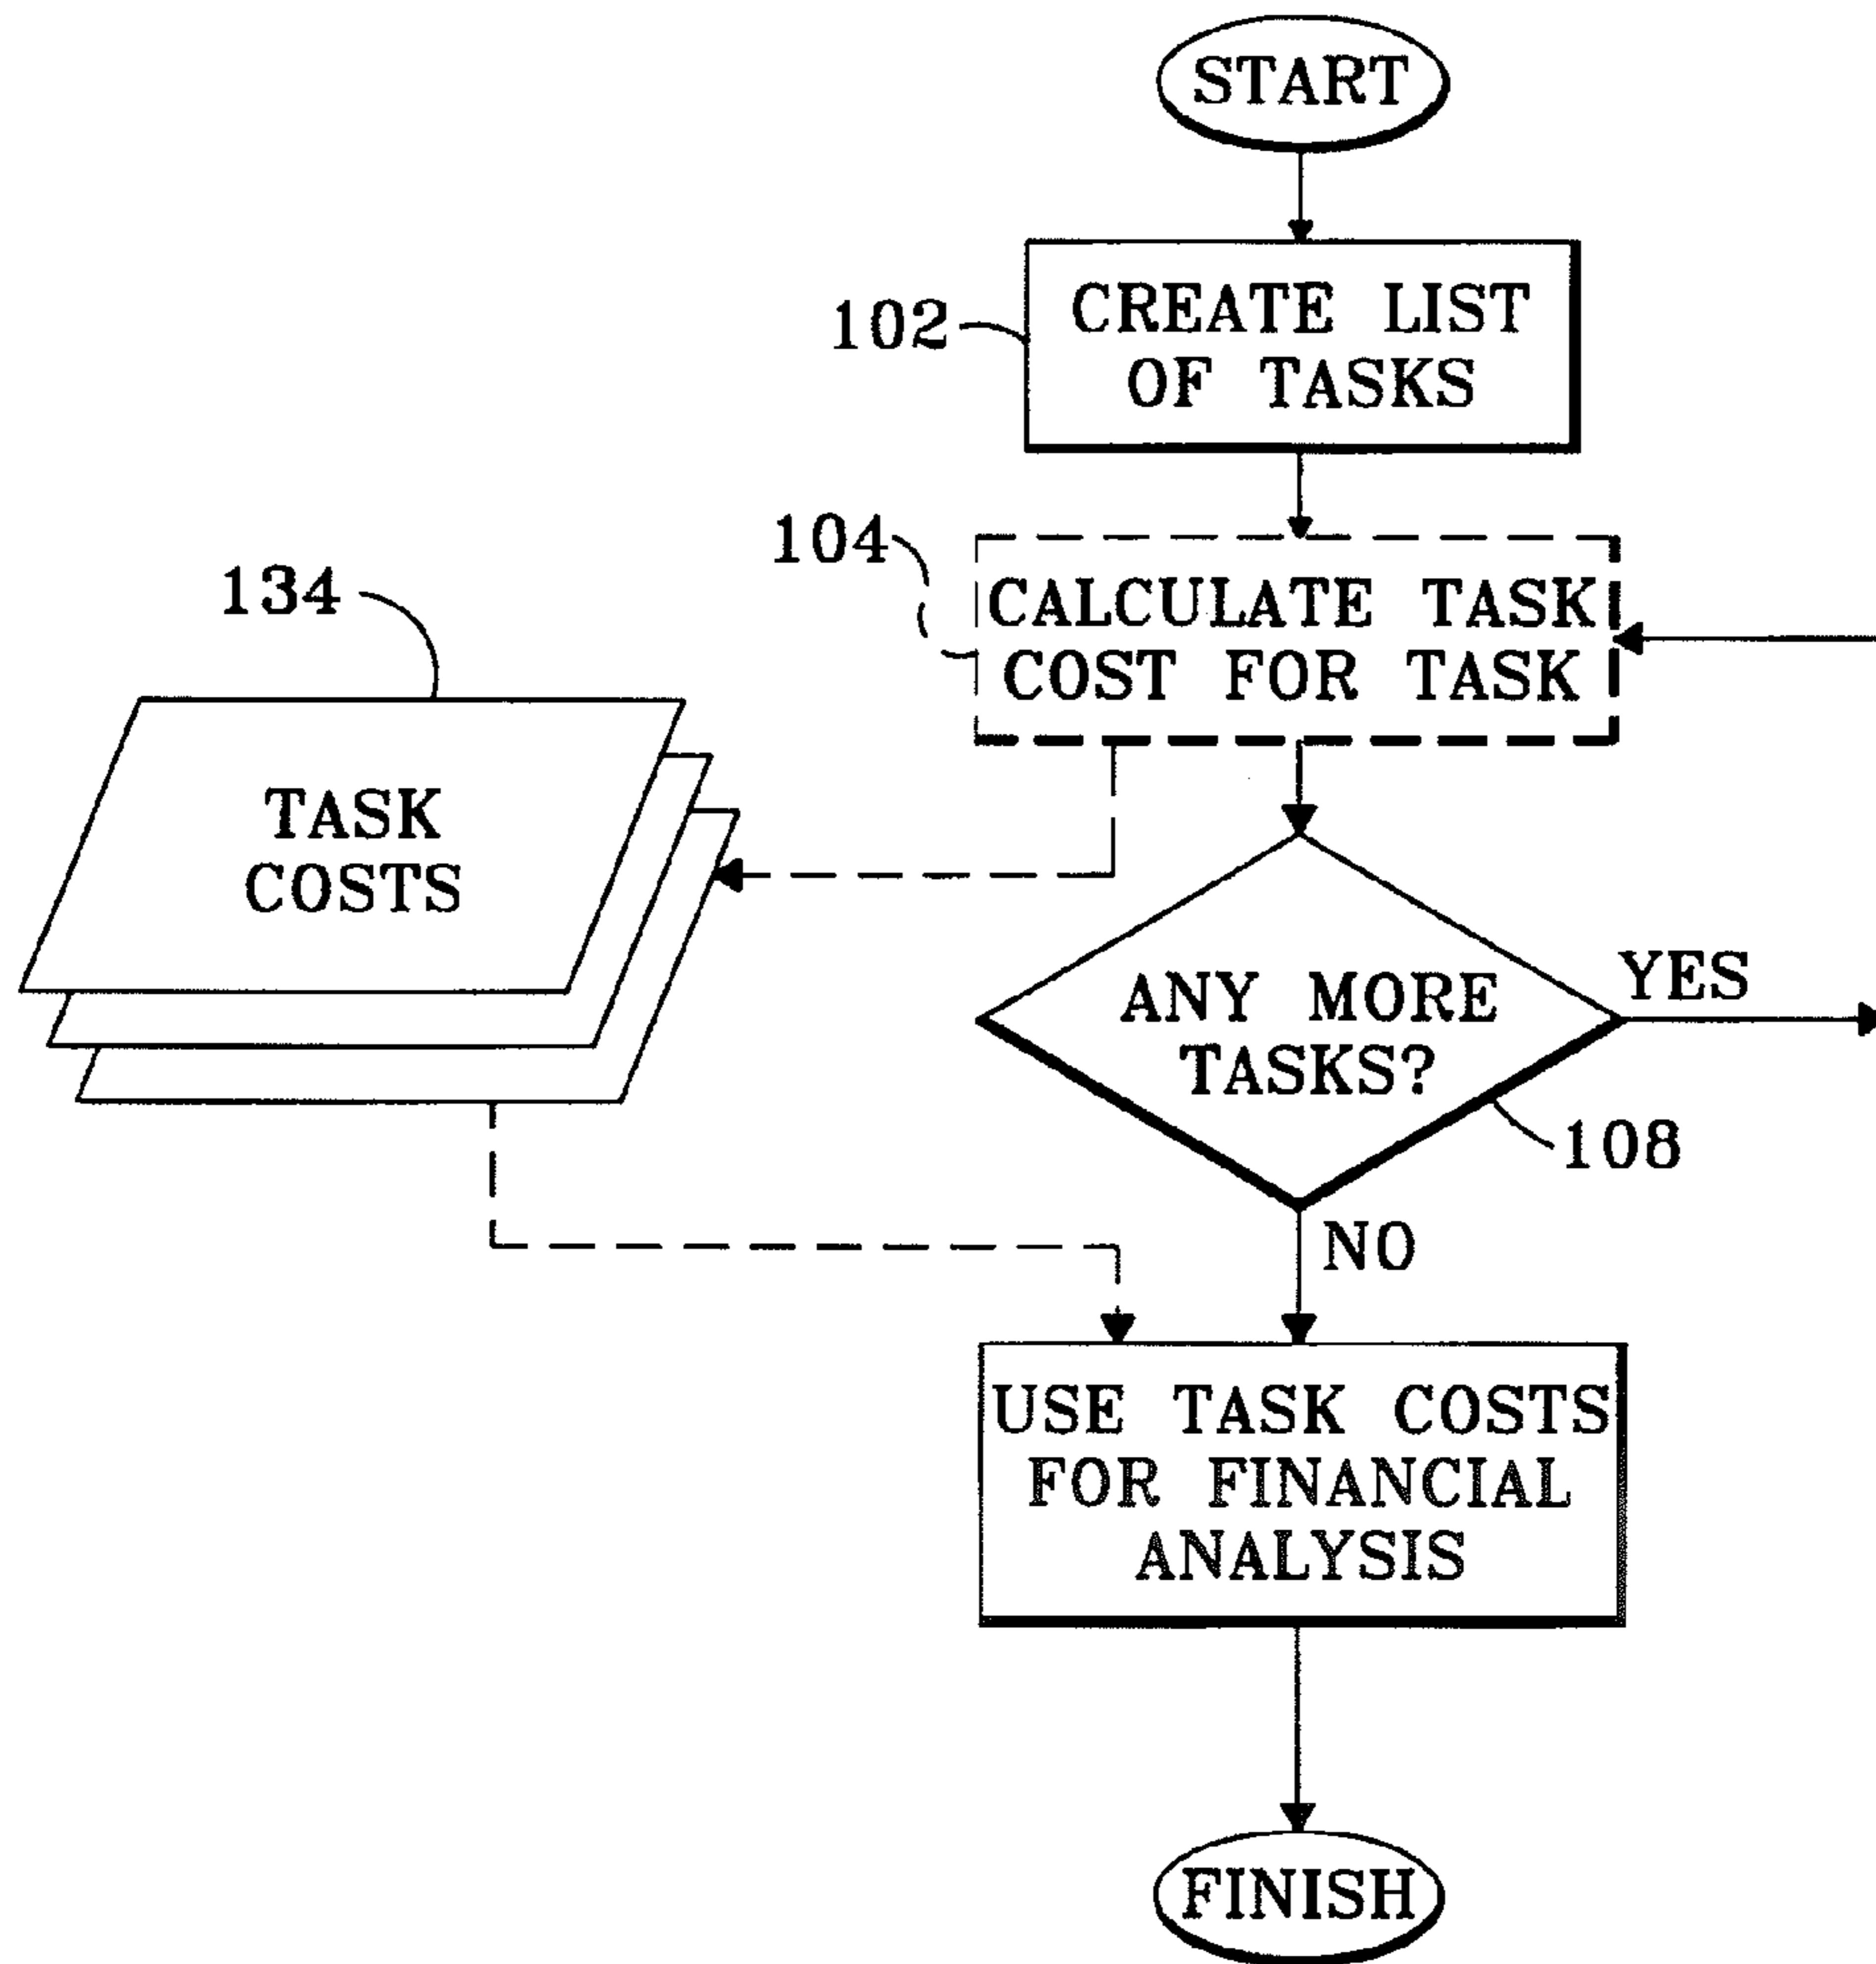 START
102
CREATE LIST
OF TASKS
104
CALCULATE TASK
COST FOR TASK
134
TASK
COSTS
ANY MORE
TASKS?
YES
108
NO
USE TASK COSTS
FOR FINANCIAL
ANALYSIS
FINISH